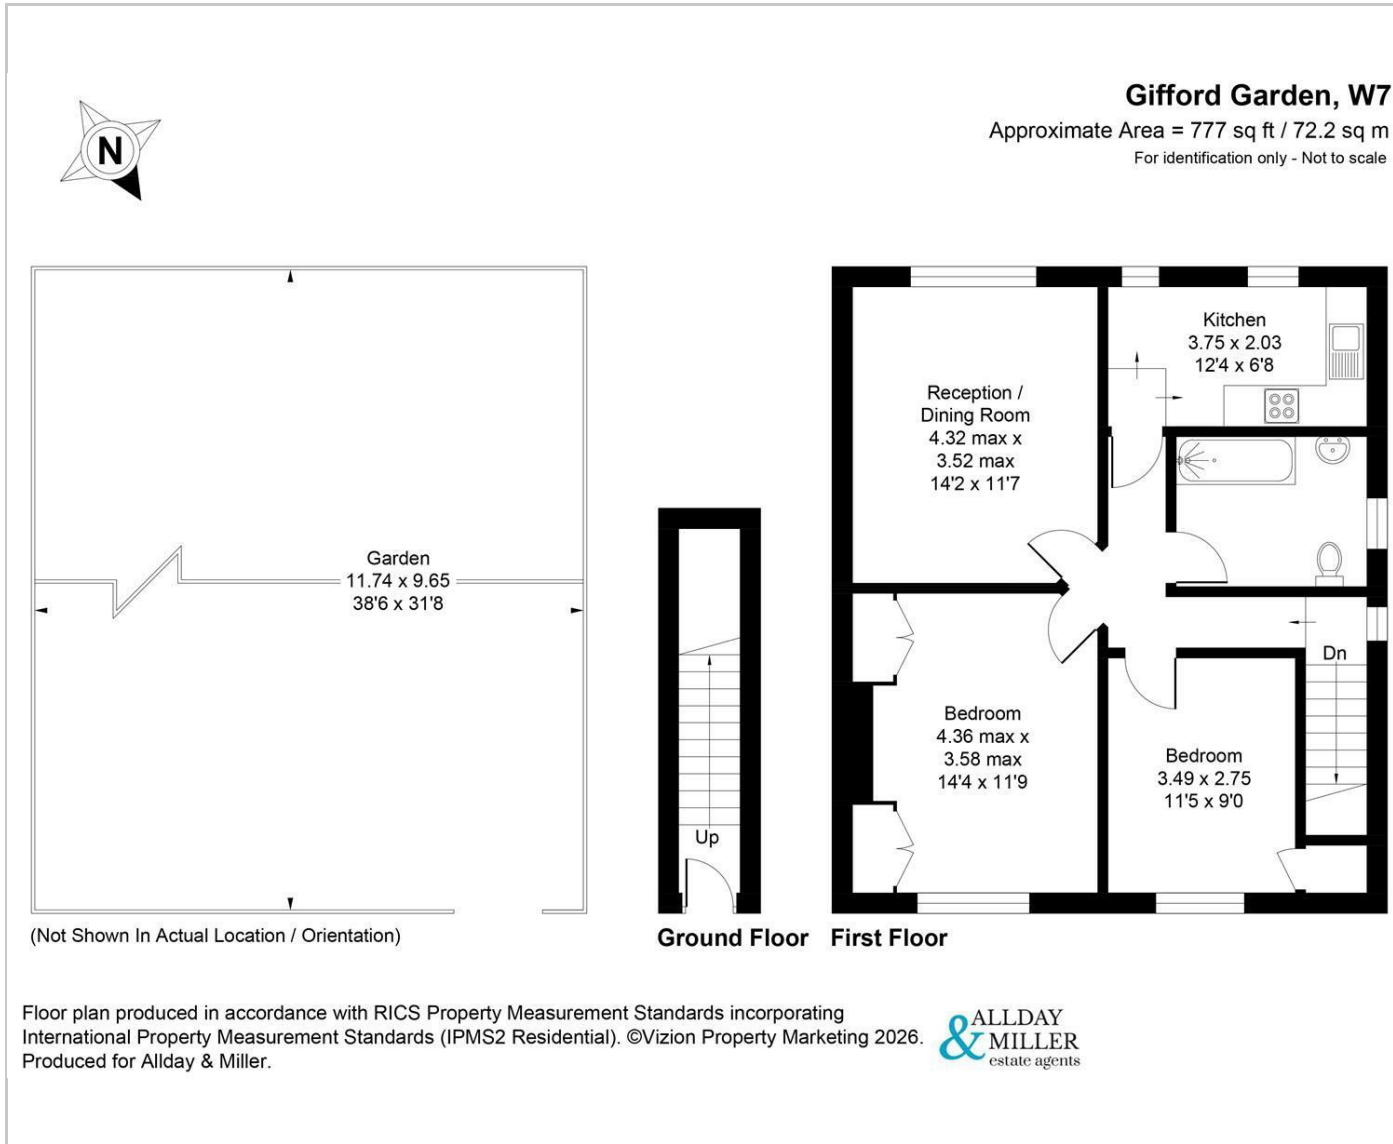 Gifford Garden, W7
Approximate Area = 777 sq ft / 72.2 sq m
For identification only - Not to scale
N
Kitchen
3.75 x 2.03
12'4 x 6'8
Reception /
Dining Room
4.32 max x
3.52 max
14'2 x 11'7
Garden
11.74 x 9.65
38'6 x 31'8
Dn
Bedroom
4.36 max x
3.58 max
14'4 x 11'9
Bedroom
3.49 x 2.75
11'5 x 9'0
Up
(Not Shown In Actual Location / Orientation)
Ground Floor
First Floor
Floor plan produced in accordance with RICS Property Measurement Standards incorporating
International Property Measurement Standards (IPMS2 Residential). ©Vizion Property Marketing 2026.
Produced for Allday & Miller.
ALLDAY
& MILLER
estate agents